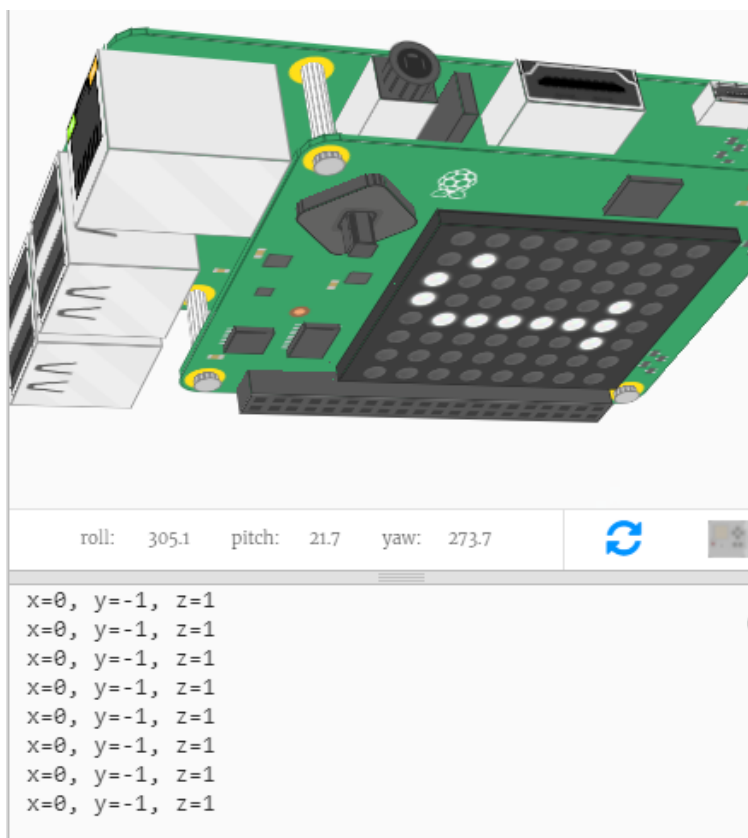 roll: 305.1 pitch: 21.7 yaw: 273.7
x=0, y=-1, z=1
x=0, y=-1, z=1
x=0, y=-1, z=1
x=0, y=-1, z=1
x=0, y=-1, z=1
x=0, y=-1, z=1
x=0, y=-1, z=1
x=0, y=-1, z=1